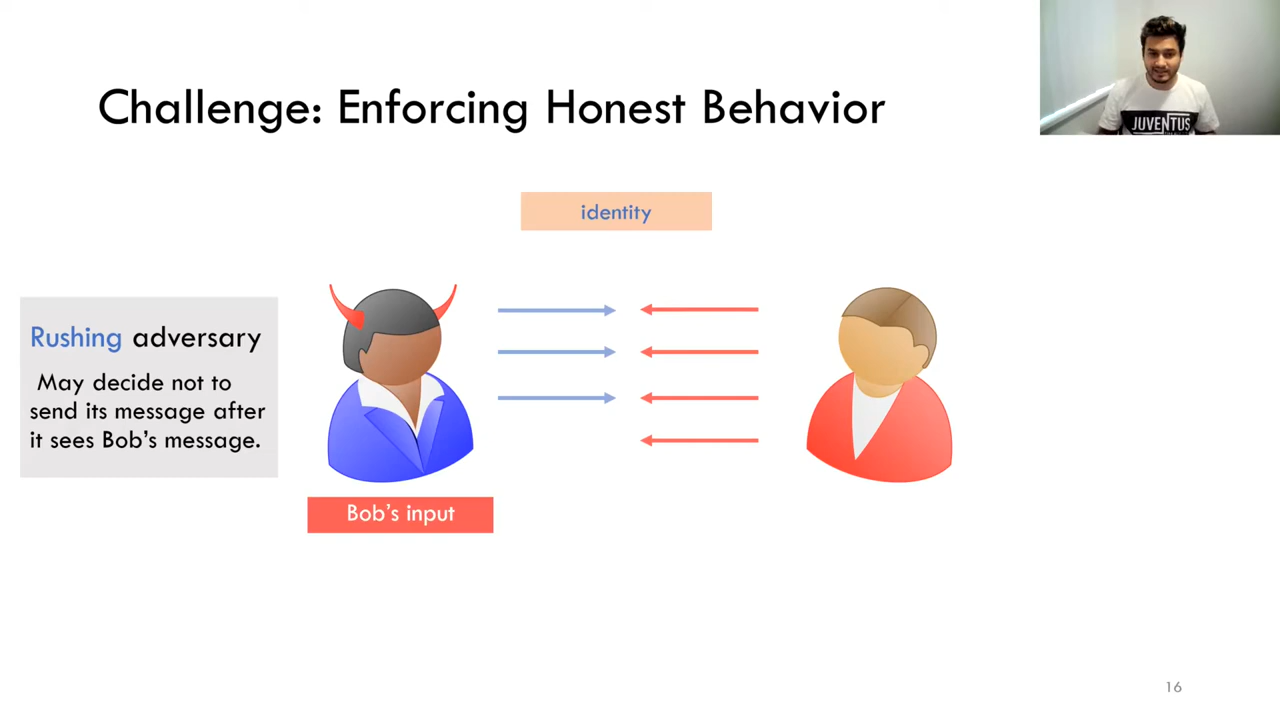 Challenge: Enforcing Honest Behavior
JUVENTUS
identity
Rushing adversary
May decide not to
send its message after
it sees Bob's message.
Bob's input
16